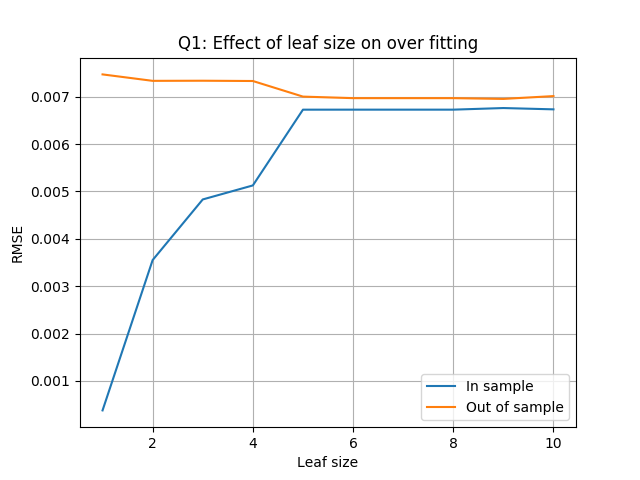 Q1: Effect of leaf size on over fitting
0.007
0.006
0.005
0.004
0.003
0.002
0.001
RMSE
In sample
Out of sample
2 4 6 8 10
Leaf size